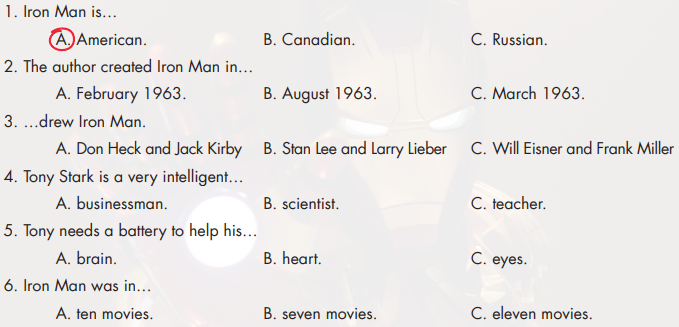 1. Iron Man is...
A. American. B. Canadian. C. Russian.
2. The author created Iron Man in...
A. February 1963. B. August 1963. C. March 1963.
3. ...drew Iron Man.
A. Don Heck and Jack Kirby B. Stan Lee and Larry Lieber C. Will Eisner and Frank Miller
4. Tony Stark is a very intelligent...
A. businessman. B. scientist. C. teacher.
5. Tony needs a battery to help his...
A. brain. B. heart. C. eyes.
6. Iron Man was in...
A. ten movies. B. seven movies. C. eleven movies.